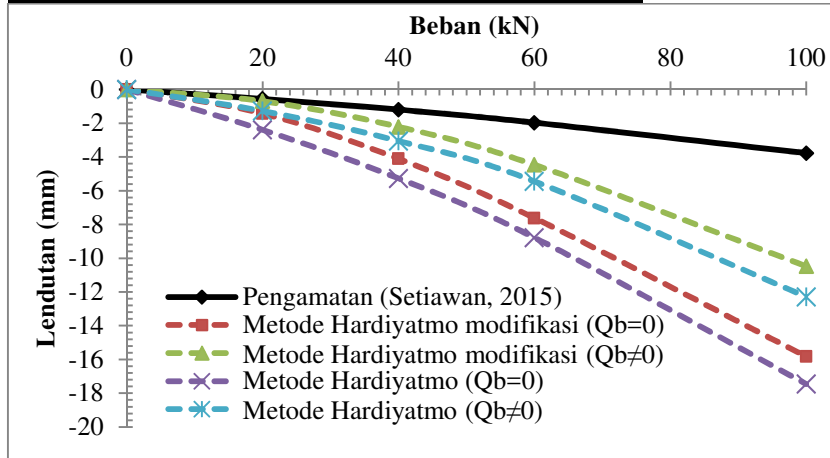 Beban (kN)
0 20 40 60 80 100
0
-2
-4
-6
-8
-10
-12
-14
-16
-18
-20
Lendutan (mm)
Pengamatan (Setiawan, 2015)
Metode Hardiyatmo modifikasi (Qb=0)
Metode Hardiyatmo modifikasi (Qb≠0)
Metode Hardiyatmo (Qb=0)
Metode Hardiyatmo (Qb≠0)